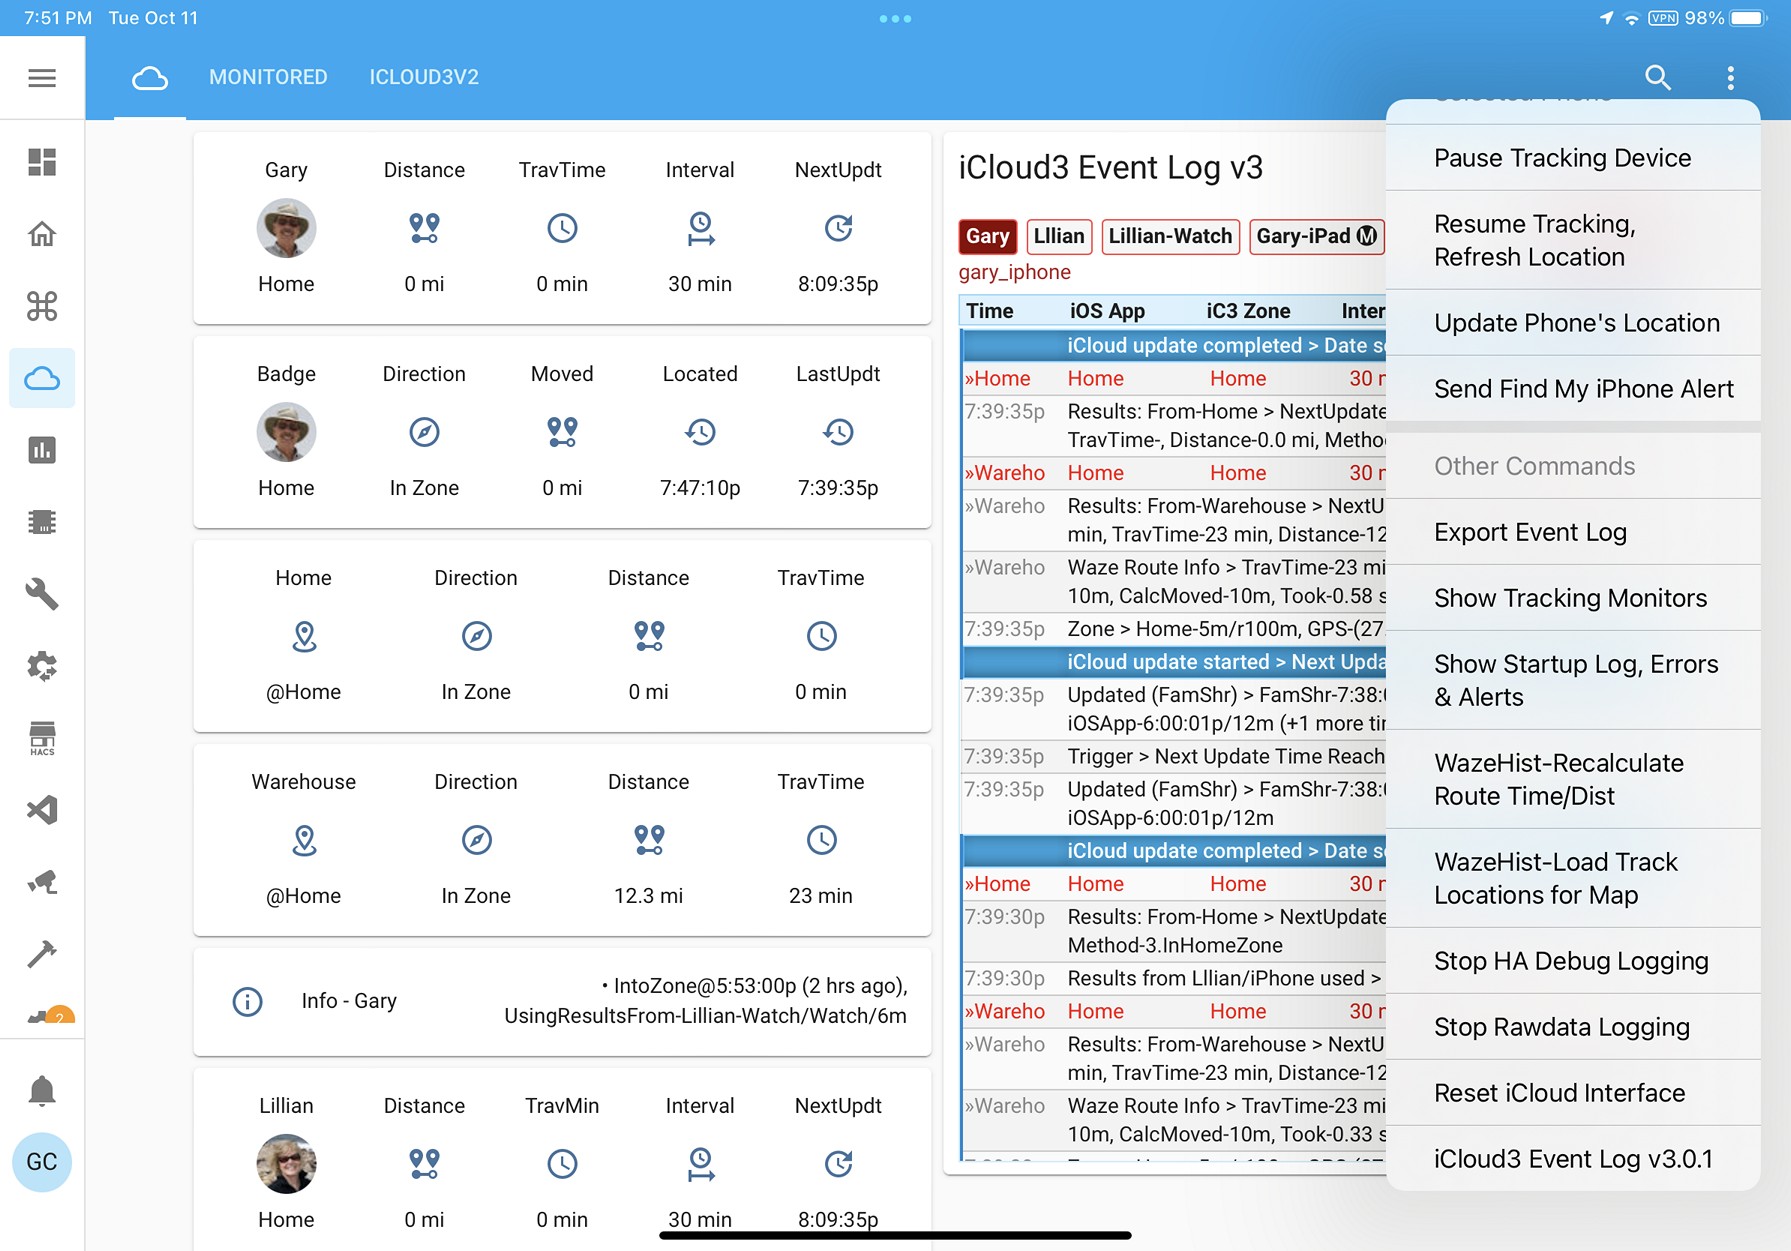 7:51 PM Tue Oct 11
VPN 98%
MONITORED ICLOUD3V2
Gary Distance TravTime Interval NextUpdt
Home 0 mi 0 min 30 min 8:09:35p
Badge Direction Moved Located LastUpdt
Home In Zone 0 mi 7:47:10p 7:39:35p
Home Direction Distance TravTime
@Home In Zone 0 mi 0 min
Warehouse Direction Distance TravTime
@Home In Zone 12.3 mi 23 min
Info - Gary
• IntoZone@5:53:00p (2 hrs ago),
UsingResultsFrom-Lillian-Watch/Watch/6m
Lillian Distance TravMin Interval NextUpdt
Home 0 mi 0 min 30 min 8:09:35p
HACS
2
GC
iCloud3 Event Log v3
Gary Lllian Lillian-Watch Gary-iPad M
gary_iphone
Time iOS App iC3 Zone Inter
iCloud update completed > Date s
»Home Home Home 30
7:39:35p Results: From-Home > NextUpdate
TravTime-, Distance-0.0 mi, Metho
»Wareho Home Home 30
»Wareho Results: From-Warehouse > NextU
min, TravTime-23 min, Distance-12
»Wareho Waze Route Info > TravTime-23 mi
10m, CalcMoved-10m, Took-0.58 s
7:39:35p Zone > Home-5m/r100m, GPS-(27.
iCloud update started > Next Upda
7:39:35p Updated (FamShr) > FamShr-7:38:
iOSApp-6:00:01p/12m (+1 more
7:39:35p Trigger > Next Update Time Reach
7:39:35p Updated (FamShr) > FamShr-7:38:
iOSApp-6:00:01p/12m
iCloud update completed > Date s
»Home Home Home 30
7:39:30p Results: From-Home > NextUpdate
Method-3.InHomeZone
7:39:30p Results from Lllian/iPhone used >
»Wareho Home Home 30
»Wareho Results: From-Warehouse > NextU
min, TravTime-23 min, Distance-12
»Wareho Waze Route Info > TravTime-23 mi
10m, CalcMoved-10m, Took-0.33 s
Pause Tracking Device
Resume Tracking,
Refresh Location
Update Phone's Location
Send Find My iPhone Alert
Other Commands
Export Event Log
Show Tracking Monitors
Show Startup Log, Errors
& Alerts
WazeHist-Recalculate
Route Time/Dist
WazeHist-Load Track
Locations for Map
Stop HA Debug Logging
Stop Rawdata Logging
Reset iCloud Interface
iCloud3 Event Log v3.0.1